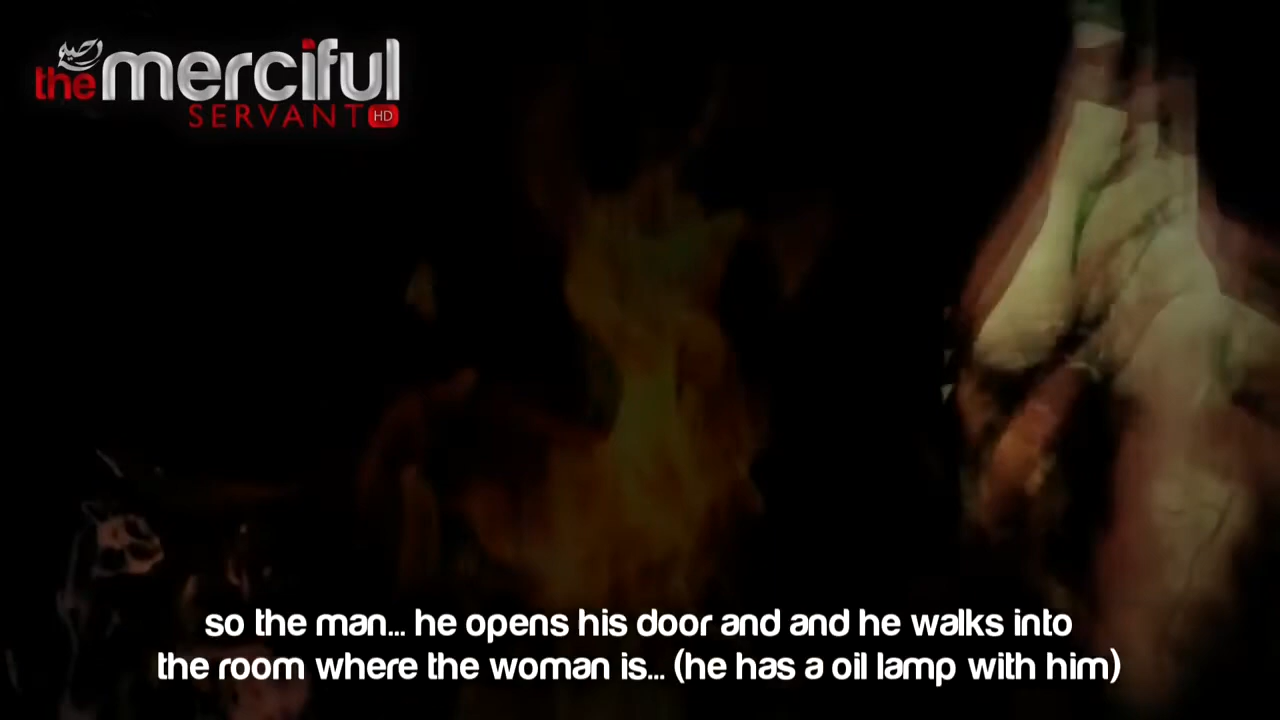 the merciful
SERVANT HD
so the man... he opens his door and and he walks into
the room where the woman is... (he has a oil lamp with him)